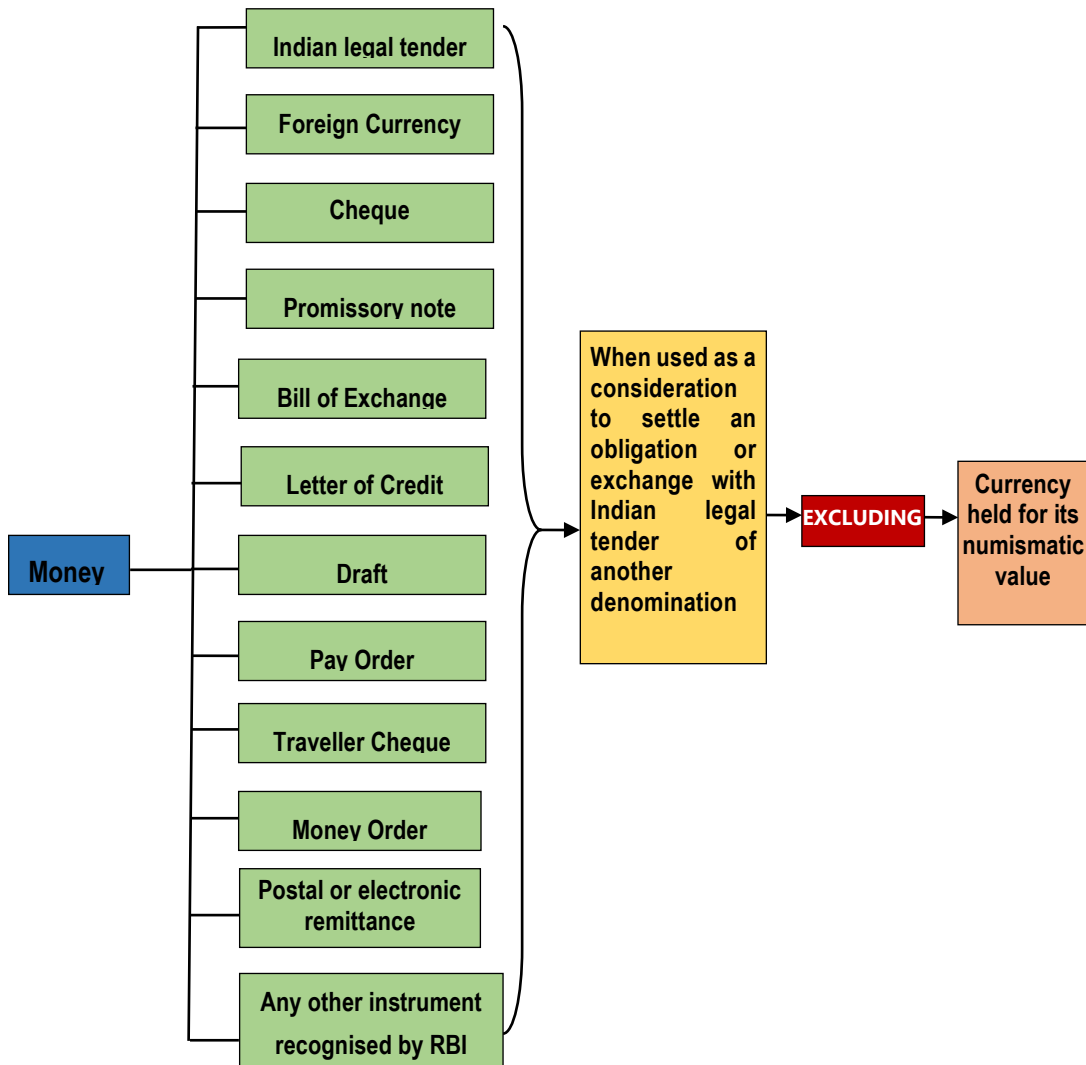 Money
Indian legal tender
Foreign Currency
Cheque
Promissory note
Bill of Exchange
Letter of Credit
Draft
Pay Order
Traveller Cheque
Money Order
Postal or electronic
remittance
Any other instrument
recognised by RBI
When used as a
consideration
to settle an
obligation or
exchange with
Indian legal
tender of
another
denomination
EXCLUDING
Currency
held for its
numismatic
value